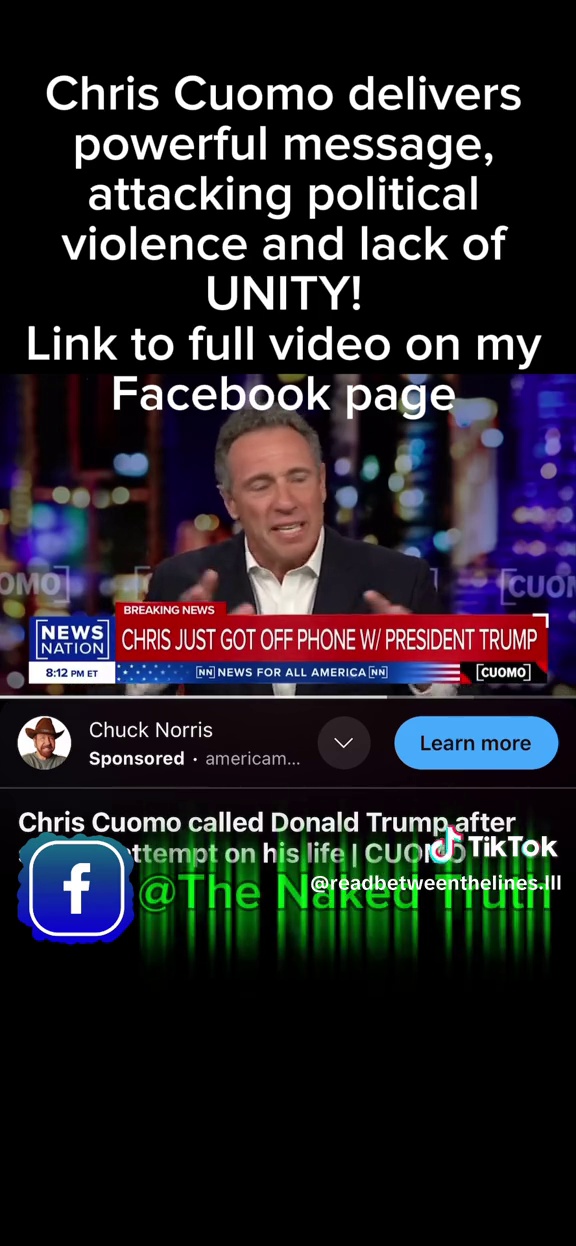 Chris Cuomo delivers
powerful message,
attacking political
violence and lack of
UNITY!
Link to full video on my
Facebook page
OMO]
[CUOM
BREAKING NEWS
NEWS
NATION
CHRIS JUST GOT OFF PHONE W/ PRESIDENT TRUMP
8:12 PM ET
NN NEWS FOR ALL AMERICA NN
[CUOMO]
Chuck Norris
Sponsored · americam...
Learn more
Chris Cuomo called Donald Trump after
attempt on his life | CUOMO
TikTok
@readbetweenthelines.lll
f
@The Naked Truth